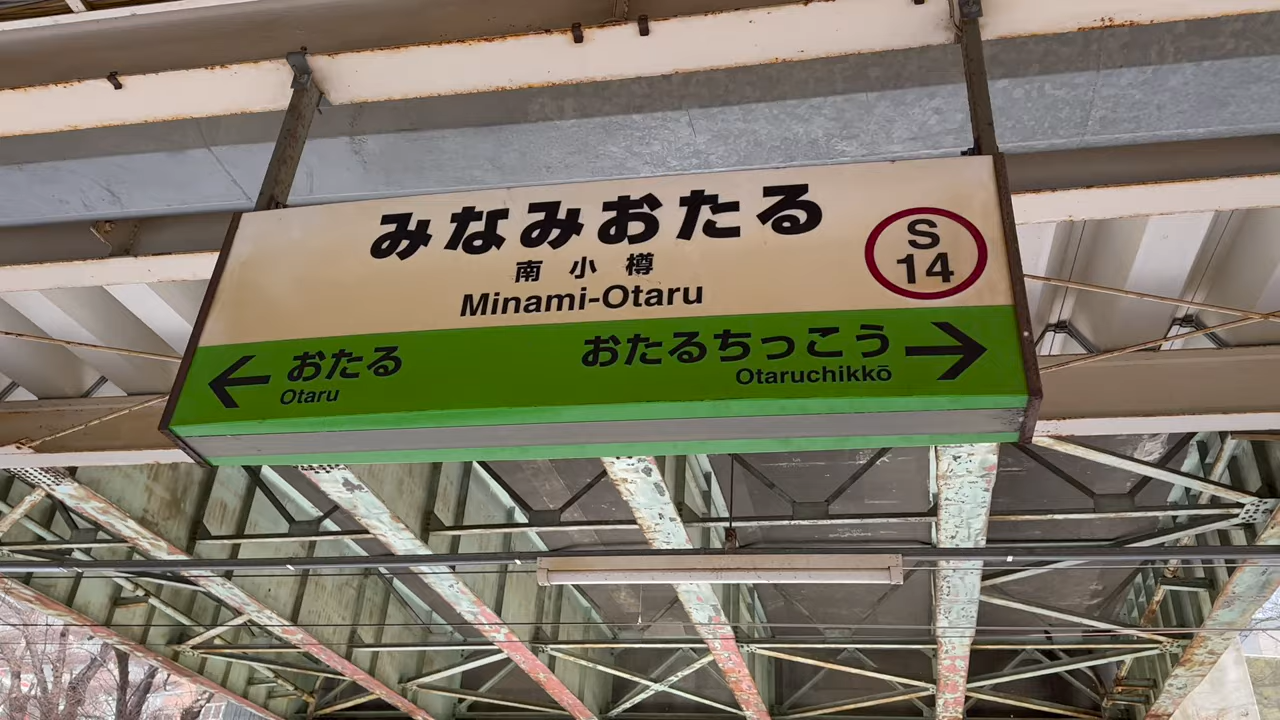 みなみおたる
南小樽
Minami-Otaru
S
14
← おたる
Otaru
おたるちっこう →
Otaruchikkō